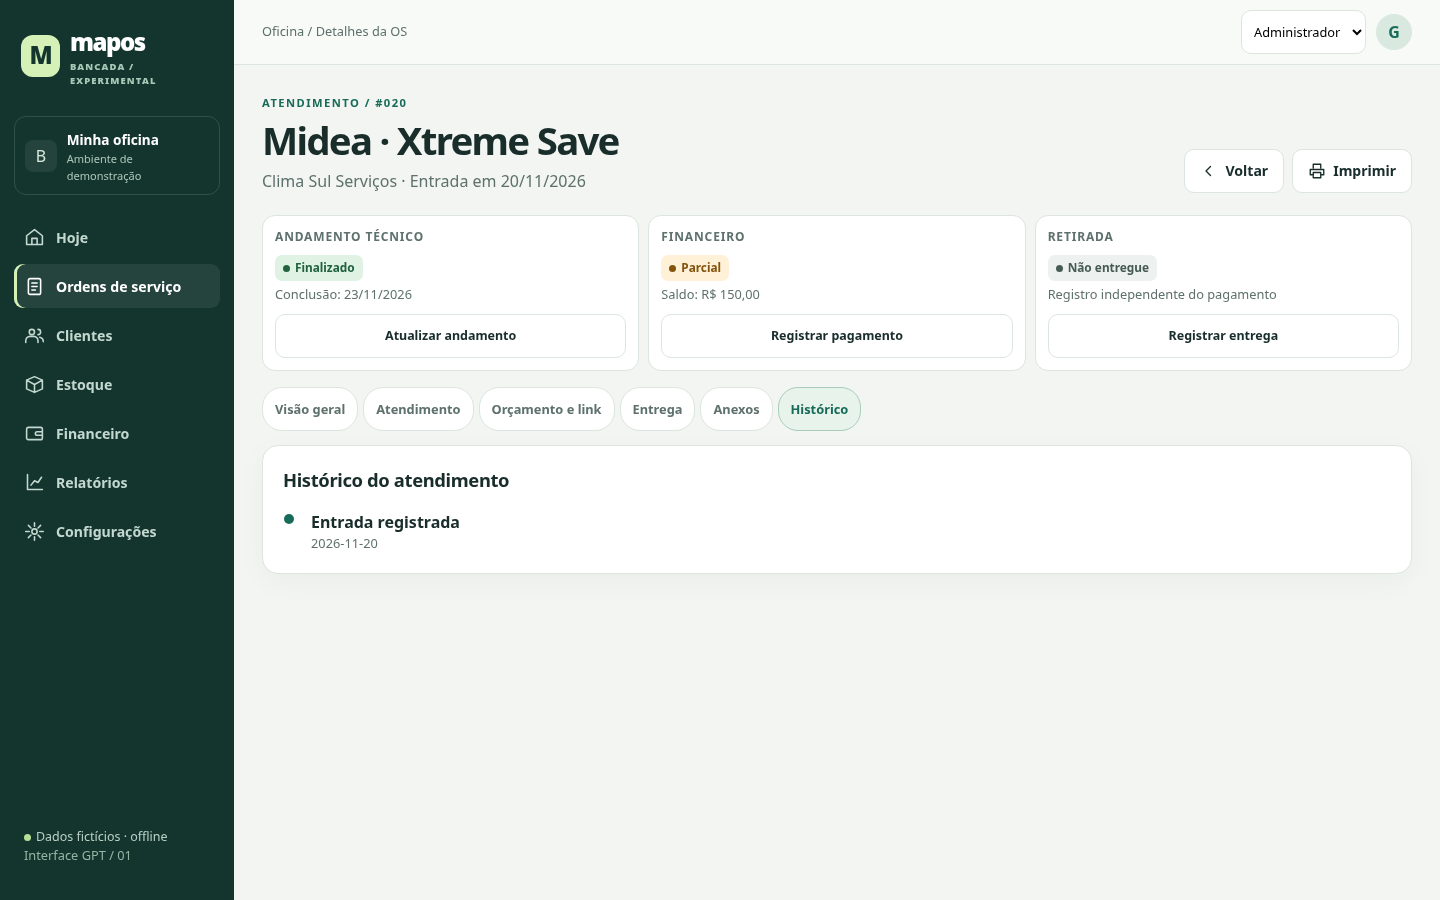 M
mapos
BANCADA /
EXPERIMENTAL
B
Minha oficina
Ambiente de
demonstração
Hoje
Ordens de serviço
Clientes
Estoque
Financeiro
Relatórios
Configurações
Dados fictícios · offline
Interface GPT / 01
Oficina / Detalhes da OS
Administrador
G
ATENDIMENTO / #020
Midea · Xtreme Save
Clima Sul Serviços · Entrada em 20/11/2026
Voltar
Imprimir
ANDAMENTO TÉCNICO
Finalizado
Conclusão: 23/11/2026
Atualizar andamento
FINANCEIRO
Parcial
Saldo: R$ 150,00
Registrar pagamento
RETIRADA
Não entregue
Registro independente do pagamento
Registrar entrega
Visão geral
Atendimento
Orçamento e link
Entrega
Anexos
Histórico
Histórico do atendimento
Entrada registrada
2026-11-20